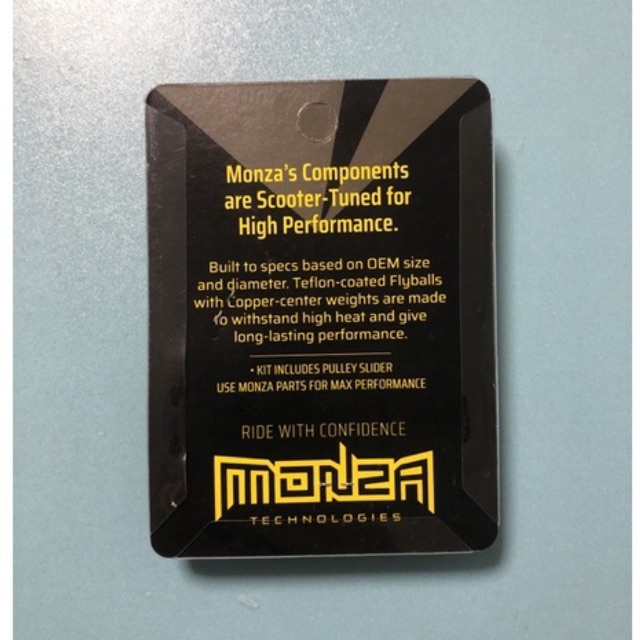 Monza's Components
are Scooter-Tuned for
High Performance.
Built to specs based on OEM size
and diameter. Teflon-coated Flyballs
with Copper-center weights are made
to withstand high heat and give
long-lasting performance.
• KIT INCLUDES PULLEY SLIDER
USE MONZA PARTS FOR MAX PERFORMANCE
RIDE WITH CONFIDENCE
MONZA
TECHNOLOGIES